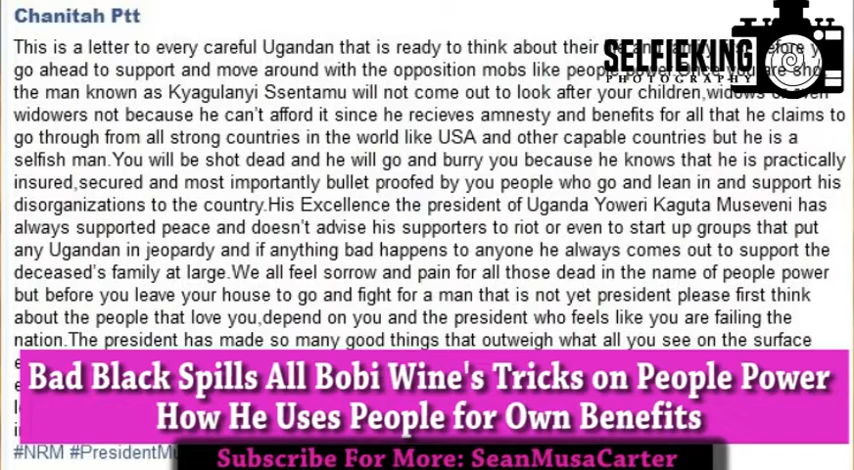 Chanitah Ptt
SELFIEKING
PHOTOGRAPHY
This is a letter to every careful Ugandan that is ready to think about their
go ahead to support and move around with the opposition mobs like people power.Once you are
the man known as Kyagulanyi Ssentamu will not come out to look after your children,widows or even
widowers not because he can't afford it since he recieves amnesty and benefits for all that he claims to
go through from all strong countries in the world like USA and other capable countries but he is a
selfish man.You will be shot dead and he will go and burry you because he knows that he is practically
insured,secured and most importantly bullet proofed by you people who go and lean in and support his
disorganizations to the country.His Excellence the president of Uganda Yoweri Kaguta Museveni has
always supported peace and doesn't advise his supporters to riot or even to start up groups that put
any Ugandan in jeopardy and if anything bad happens to anyone he always comes out to support the
deceased's family at large.We all feel sorrow and pain for all those dead in the name of people power
but before you leave your house to go and fight for a man that is not yet president please first think
about the people that love you,depend on you and the president who feels like you are failing the
nation.The president has made so many good things that outweigh what all you see on the surface
Bad Black Spills All Bobi Wine's Tricks on People Power
How He Uses People for Own Benefits
#NRM
Subscribe For More: SeanMusaCarter